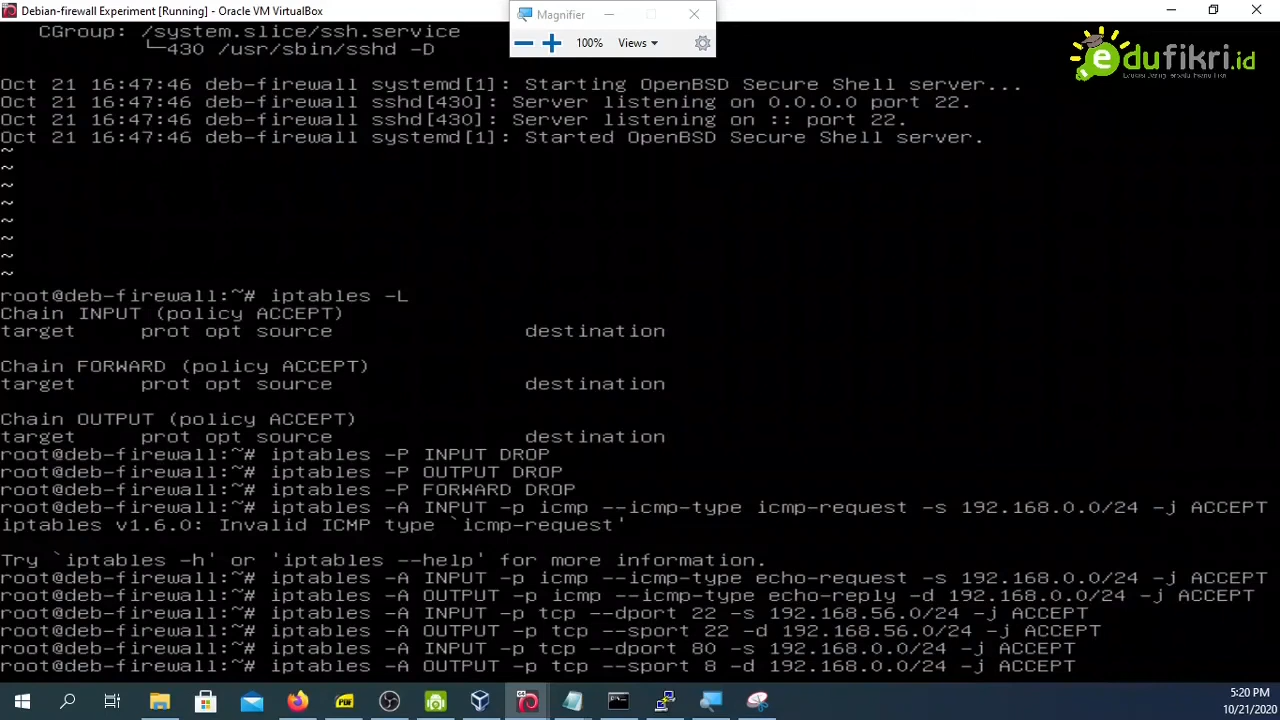 Debian-firewall Experiment [Running] - Oracle VM VirtualBox
Magnifier
100%
Views
edufikri.id
CGroup: /system.slice/ssh.service
└─430 /usr/sbin/sshd -D
Oct 21 16:47:46 deb-firewall systemd[1]: Starting OpenBSD Secure Shell server...
Oct 21 16:47:46 deb-firewall sshd[430]: Server listening on 0.0.0.0 port 22.
Oct 21 16:47:46 deb-firewall sshd[430]: Server listening on :: port 22.
Oct 21 16:47:46 deb-firewall systemd[1]: Started OpenBSD Secure Shell server.
~
~
~
~
~
~
~
~
root@deb-firewall:~# iptables -L
Chain INPUT (policy ACCEPT)
target     prot opt source               destination
Chain FORWARD (policy ACCEPT)
target     prot opt source               destination
Chain OUTPUT (policy ACCEPT)
target     prot opt source               destination
root@deb-firewall:~# iptables -P INPUT DROP
root@deb-firewall:~# iptables -P OUTPUT DROP
root@deb-firewall:~# iptables -P FORWARD DROP
root@deb-firewall:~# iptables -A INPUT -p icmp --icmp-type icmp-request -s 192.168.0.0/24 -j ACCEPT
iptables v1.6.0: Invalid ICMP type `icmp-request'
Try `iptables -h' or 'iptables --help' for more information.
root@deb-firewall:~# iptables -A INPUT -p icmp --icmp-type echo-request -s 192.168.0.0/24 -j ACCEPT
root@deb-firewall:~# iptables -A OUTPUT -p icmp --icmp-type echo-reply -d 192.168.0.0/24 -j ACCEPT
root@deb-firewall:~# iptables -A INPUT -p tcp --dport 22 -s 192.168.56.0/24 -j ACCEPT
root@deb-firewall:~# iptables -A OUTPUT -p tcp --sport 22 -d 192.168.56.0/24 -j ACCEPT
root@deb-firewall:~# iptables -A INPUT -p tcp --dport 80 -s 192.168.0.0/24 -j ACCEPT
root@deb-firewall:~# iptables -A OUTPUT -p tcp --sport 8 -d 192.168.0.0/24 -j ACCEPT
5:20 PM
10/21/2020